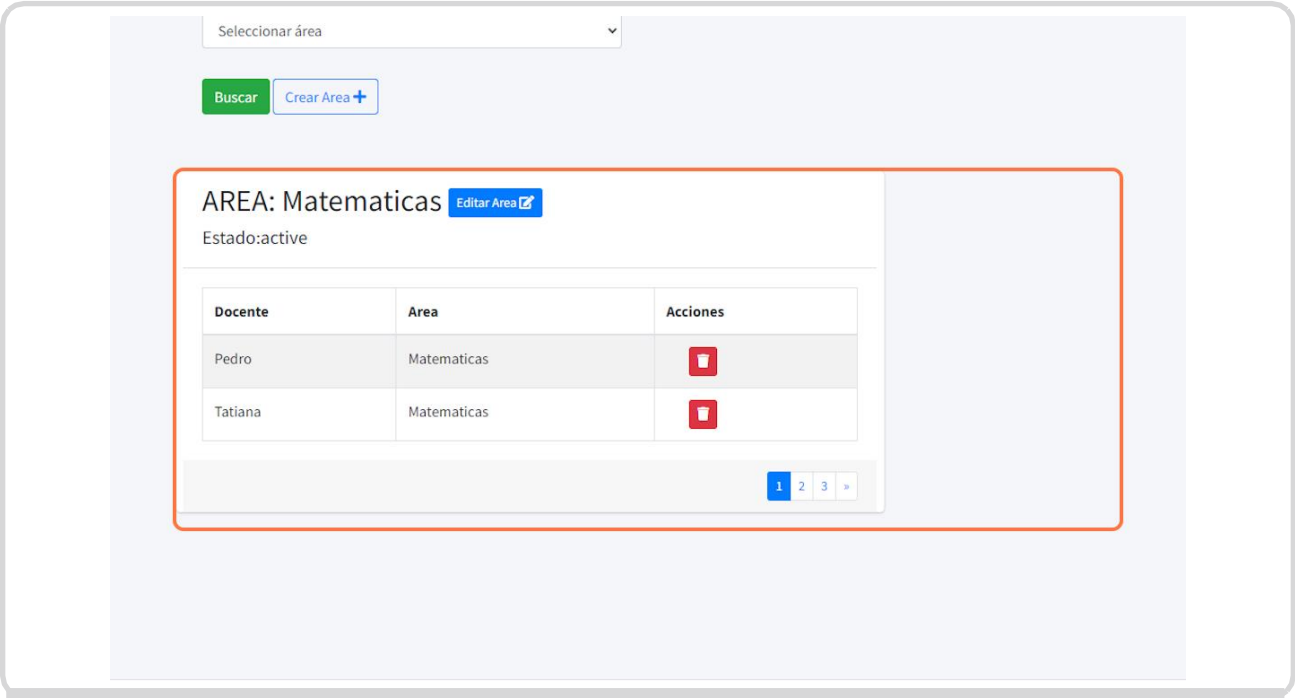 Seleccionar área
Buscar Crear Area
AREA: Matematicas Editar Area
Estado:active
Docente Area Acciones
Pedro Matematicas
Tatiana Matematicas
1 2 3 »